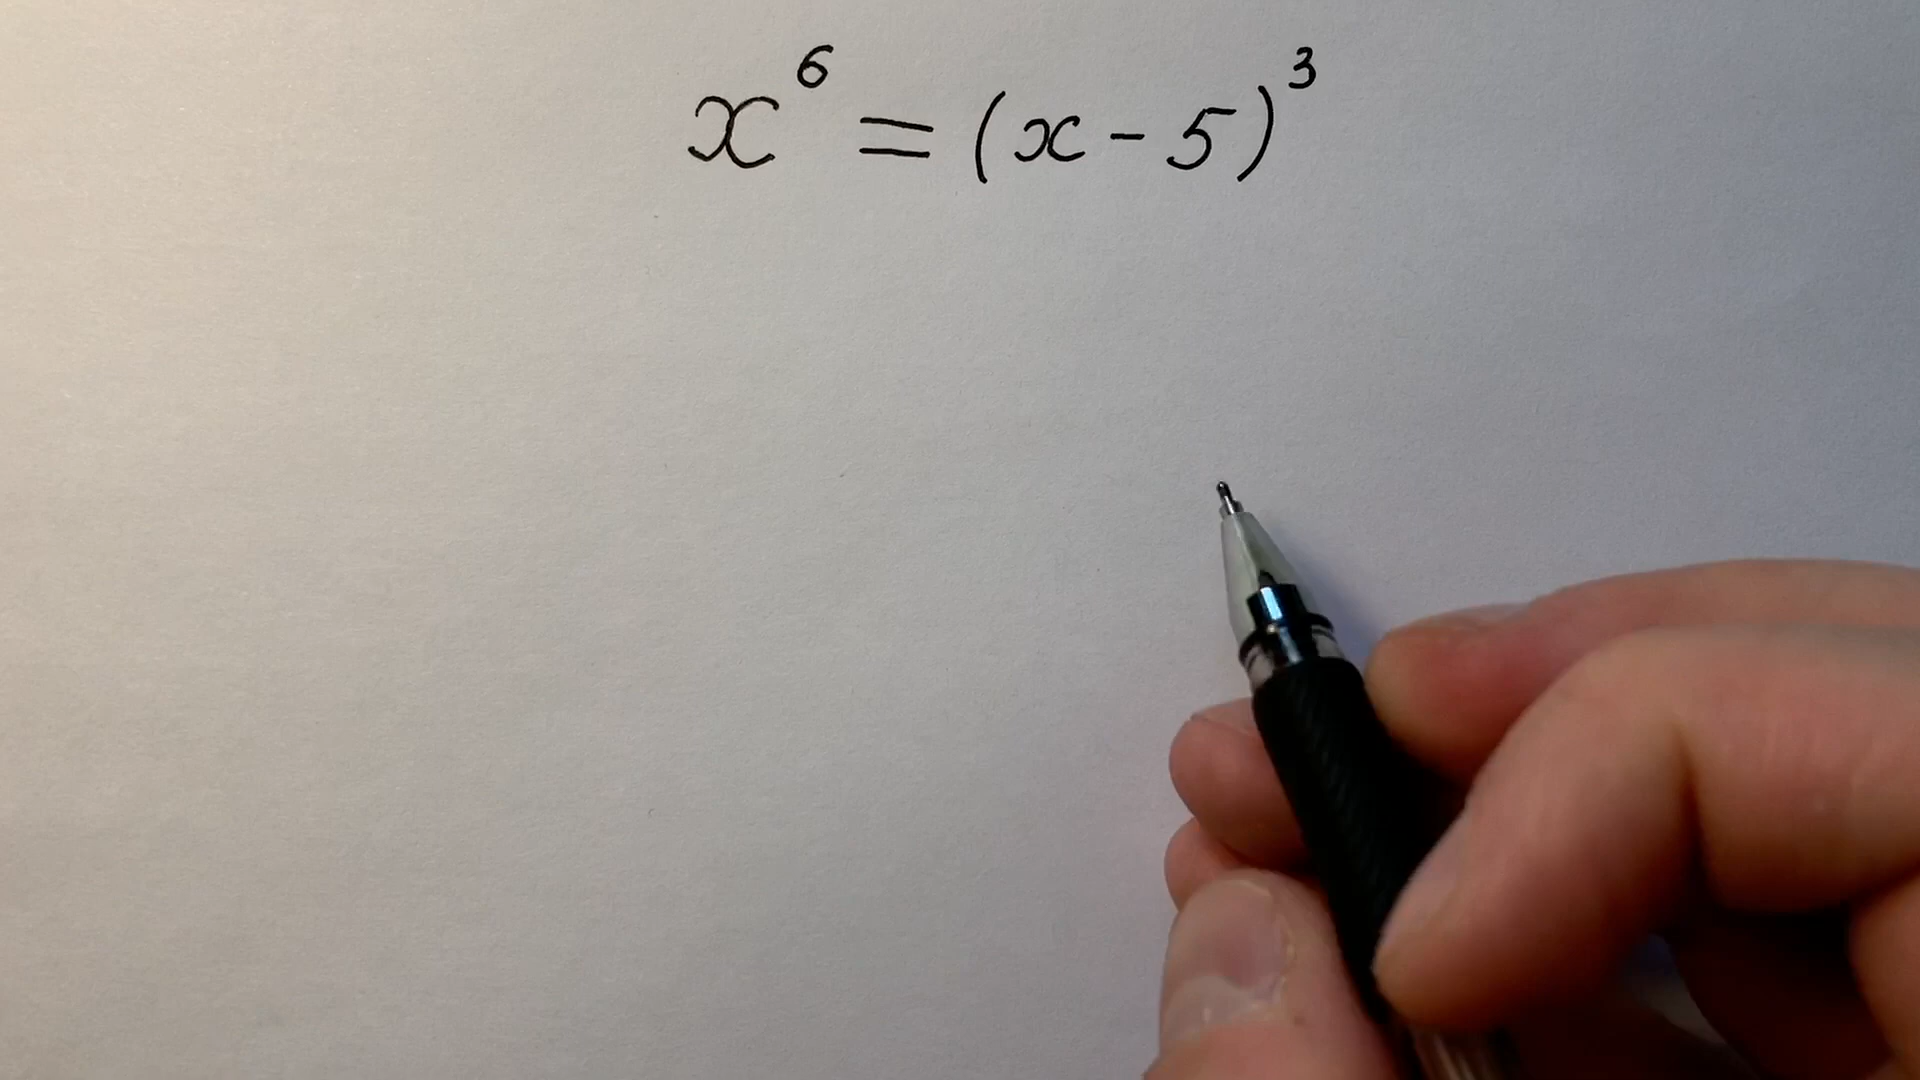 x⁶ = (x - 5)³